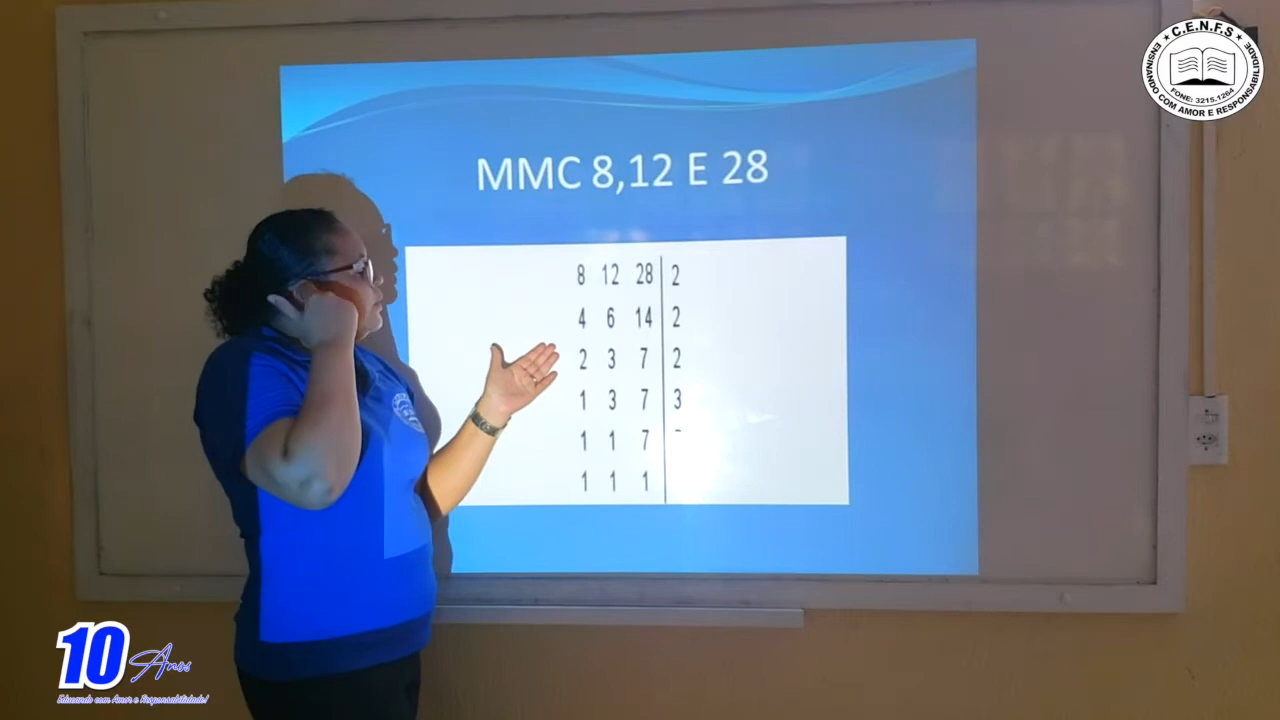 C.E.N.F.S
ENSINANDO COM AMOR E RESPONSABILIDADE
FONE: 3215.1264
MMC 8,12 E 28
8 12 28 2
4 6 14 2
2 3 7 2
1 3 7 3
1 1 7
1 1 1
10 Anos
Educando com Amor e Responsabilidade!